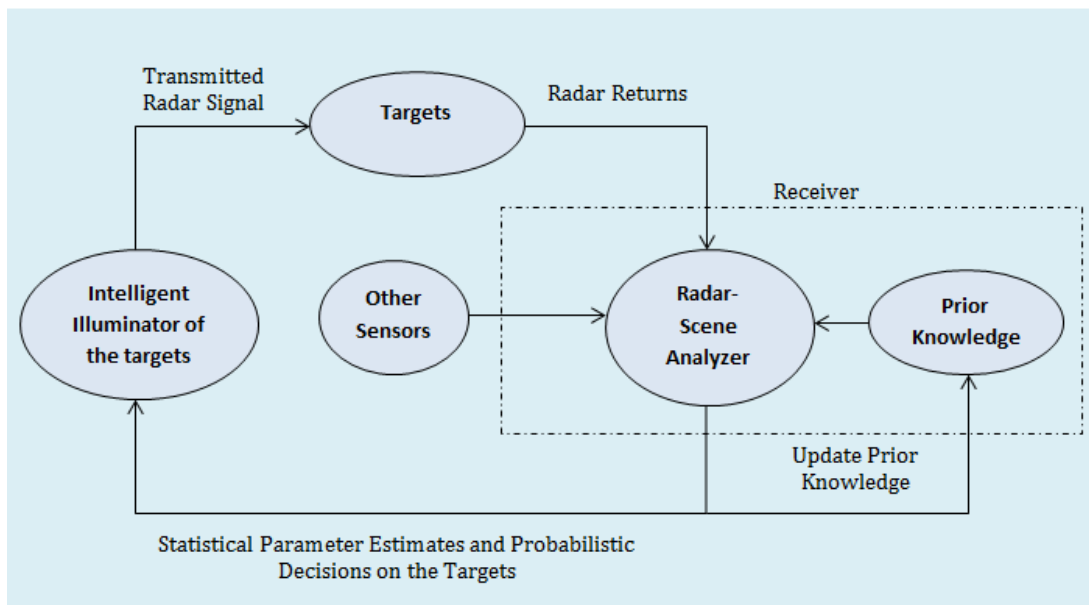 Transmitted
Radar Signal
Targets
Radar Returns
Receiver
Intelligent
Illuminator of
the targets
Other
Sensors
Radar-
Scene
Analyzer
Prior
Knowledge
Update Prior
Knowledge
Statistical Parameter Estimates and Probabilistic
Decisions on the Targets